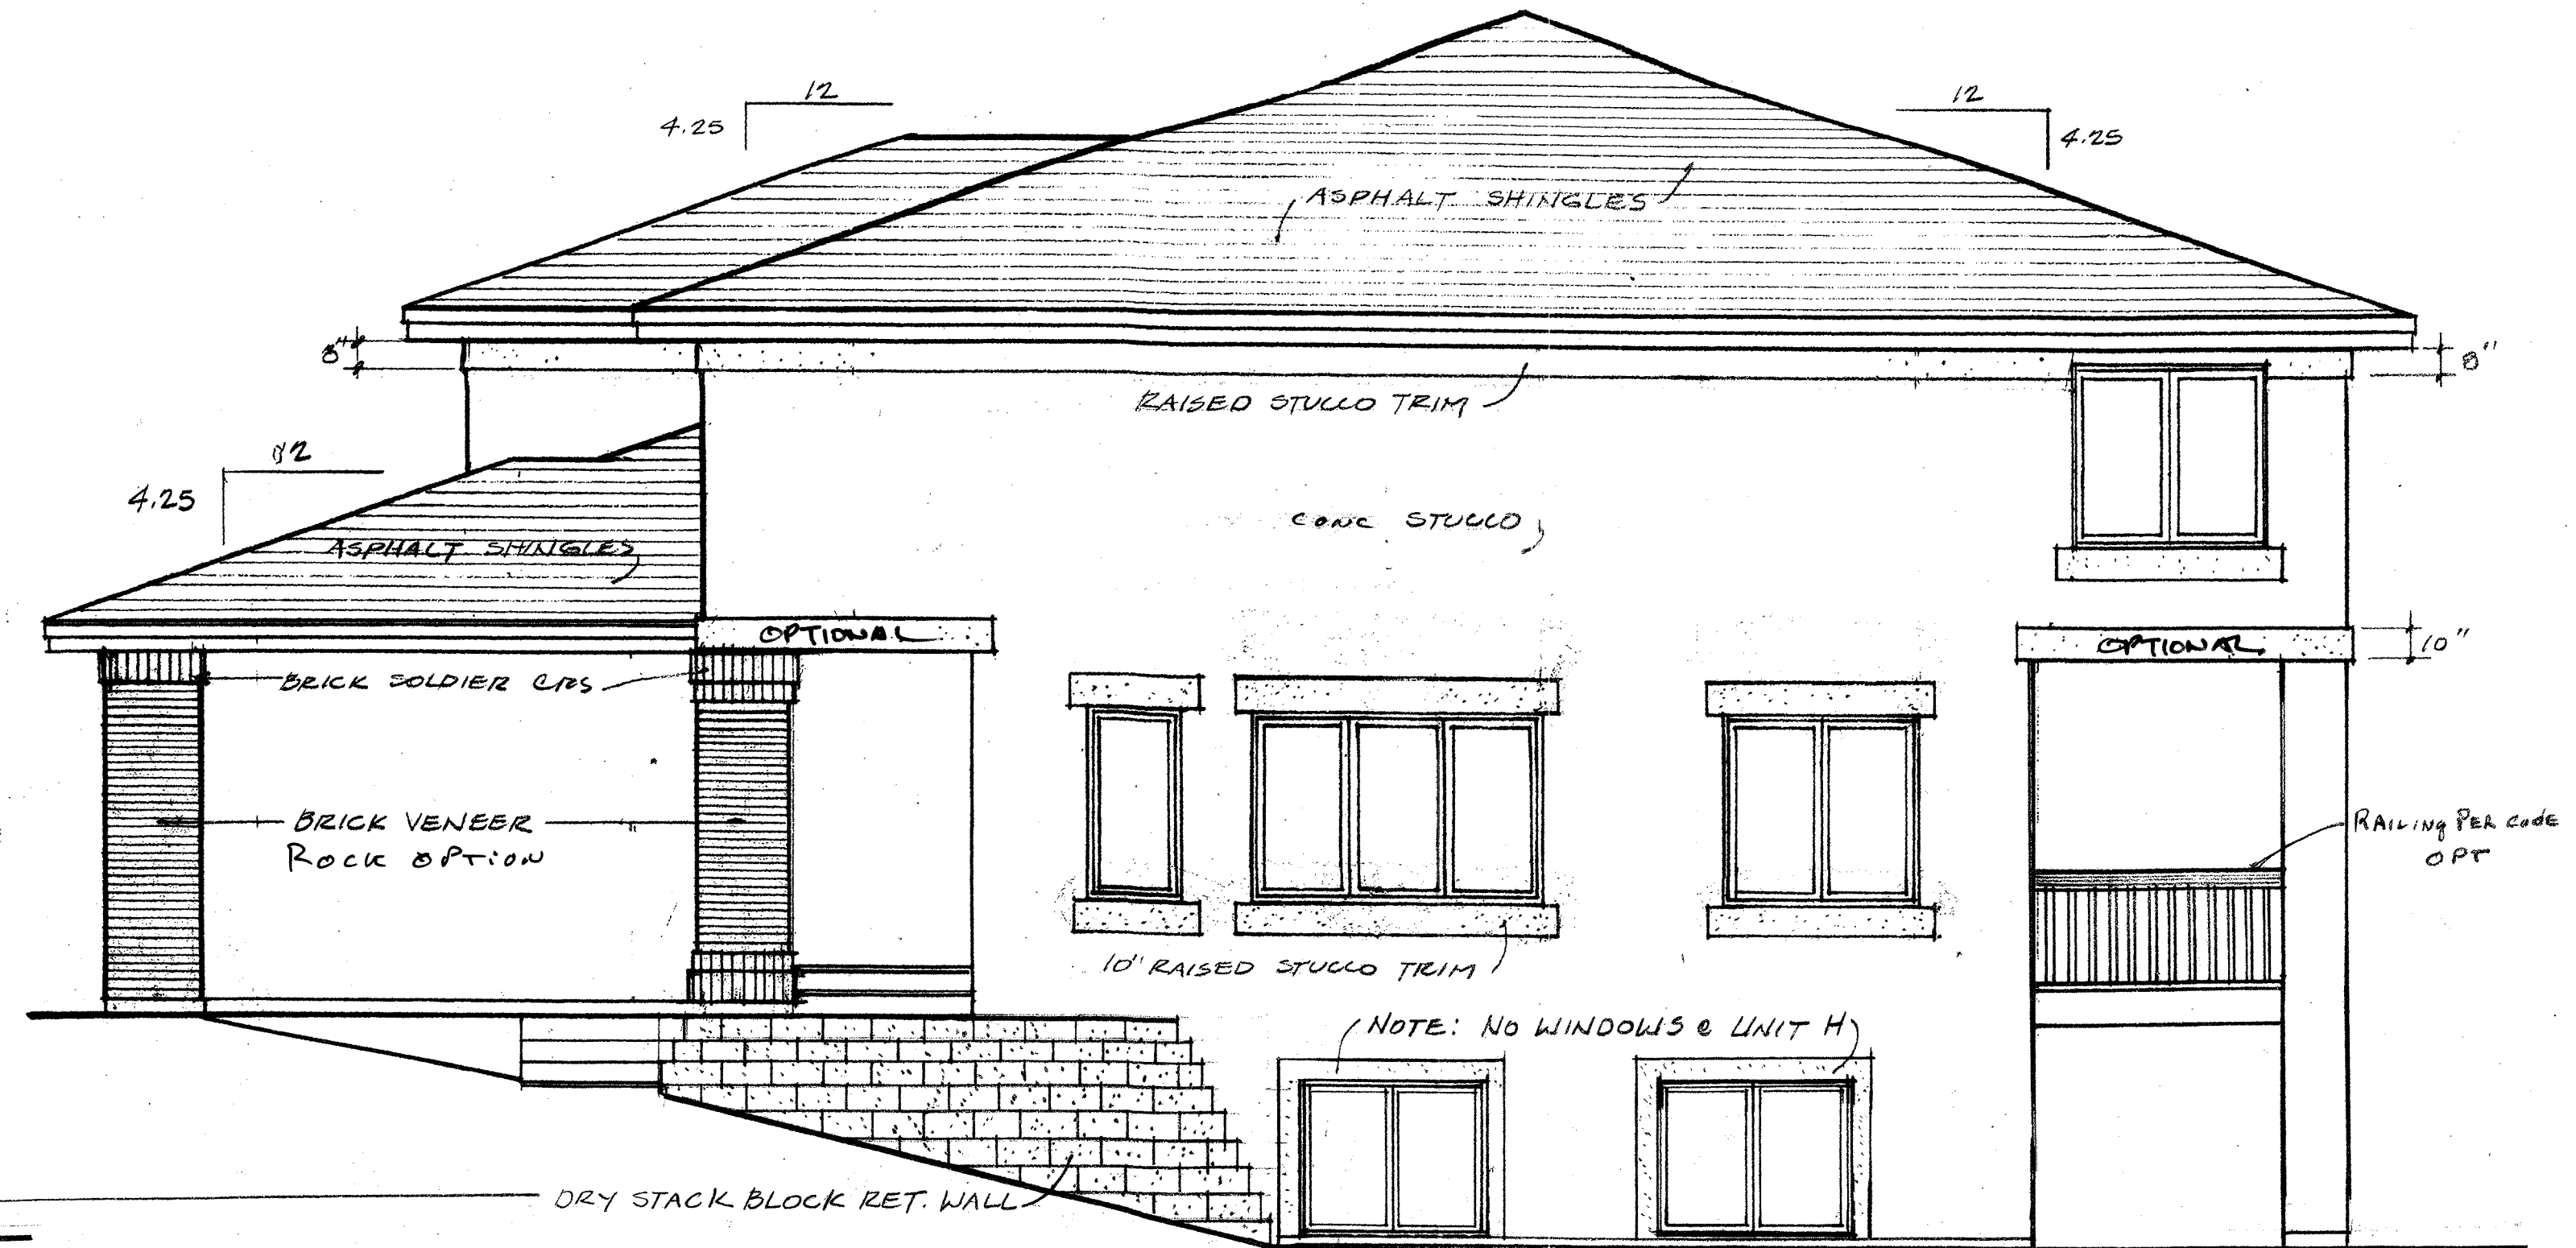 12
4.25
12
4.25
ASPHALT SHINGLES
8"
8"
RAISED STUCCO TRIM
12
4.25
CONC STUCCO
ASPHALT SHINGLES
OPTIONAL
OPTIONAL
10"
BRICK SOLDIER CRS
BRICK VENEER
ROCK OPTION
RAILING PER CODE
OPT
10" RAISED STUCCO TRIM
NOTE: NO WINDOWS @ UNIT H
DRY STACK BLOCK RET. WALL